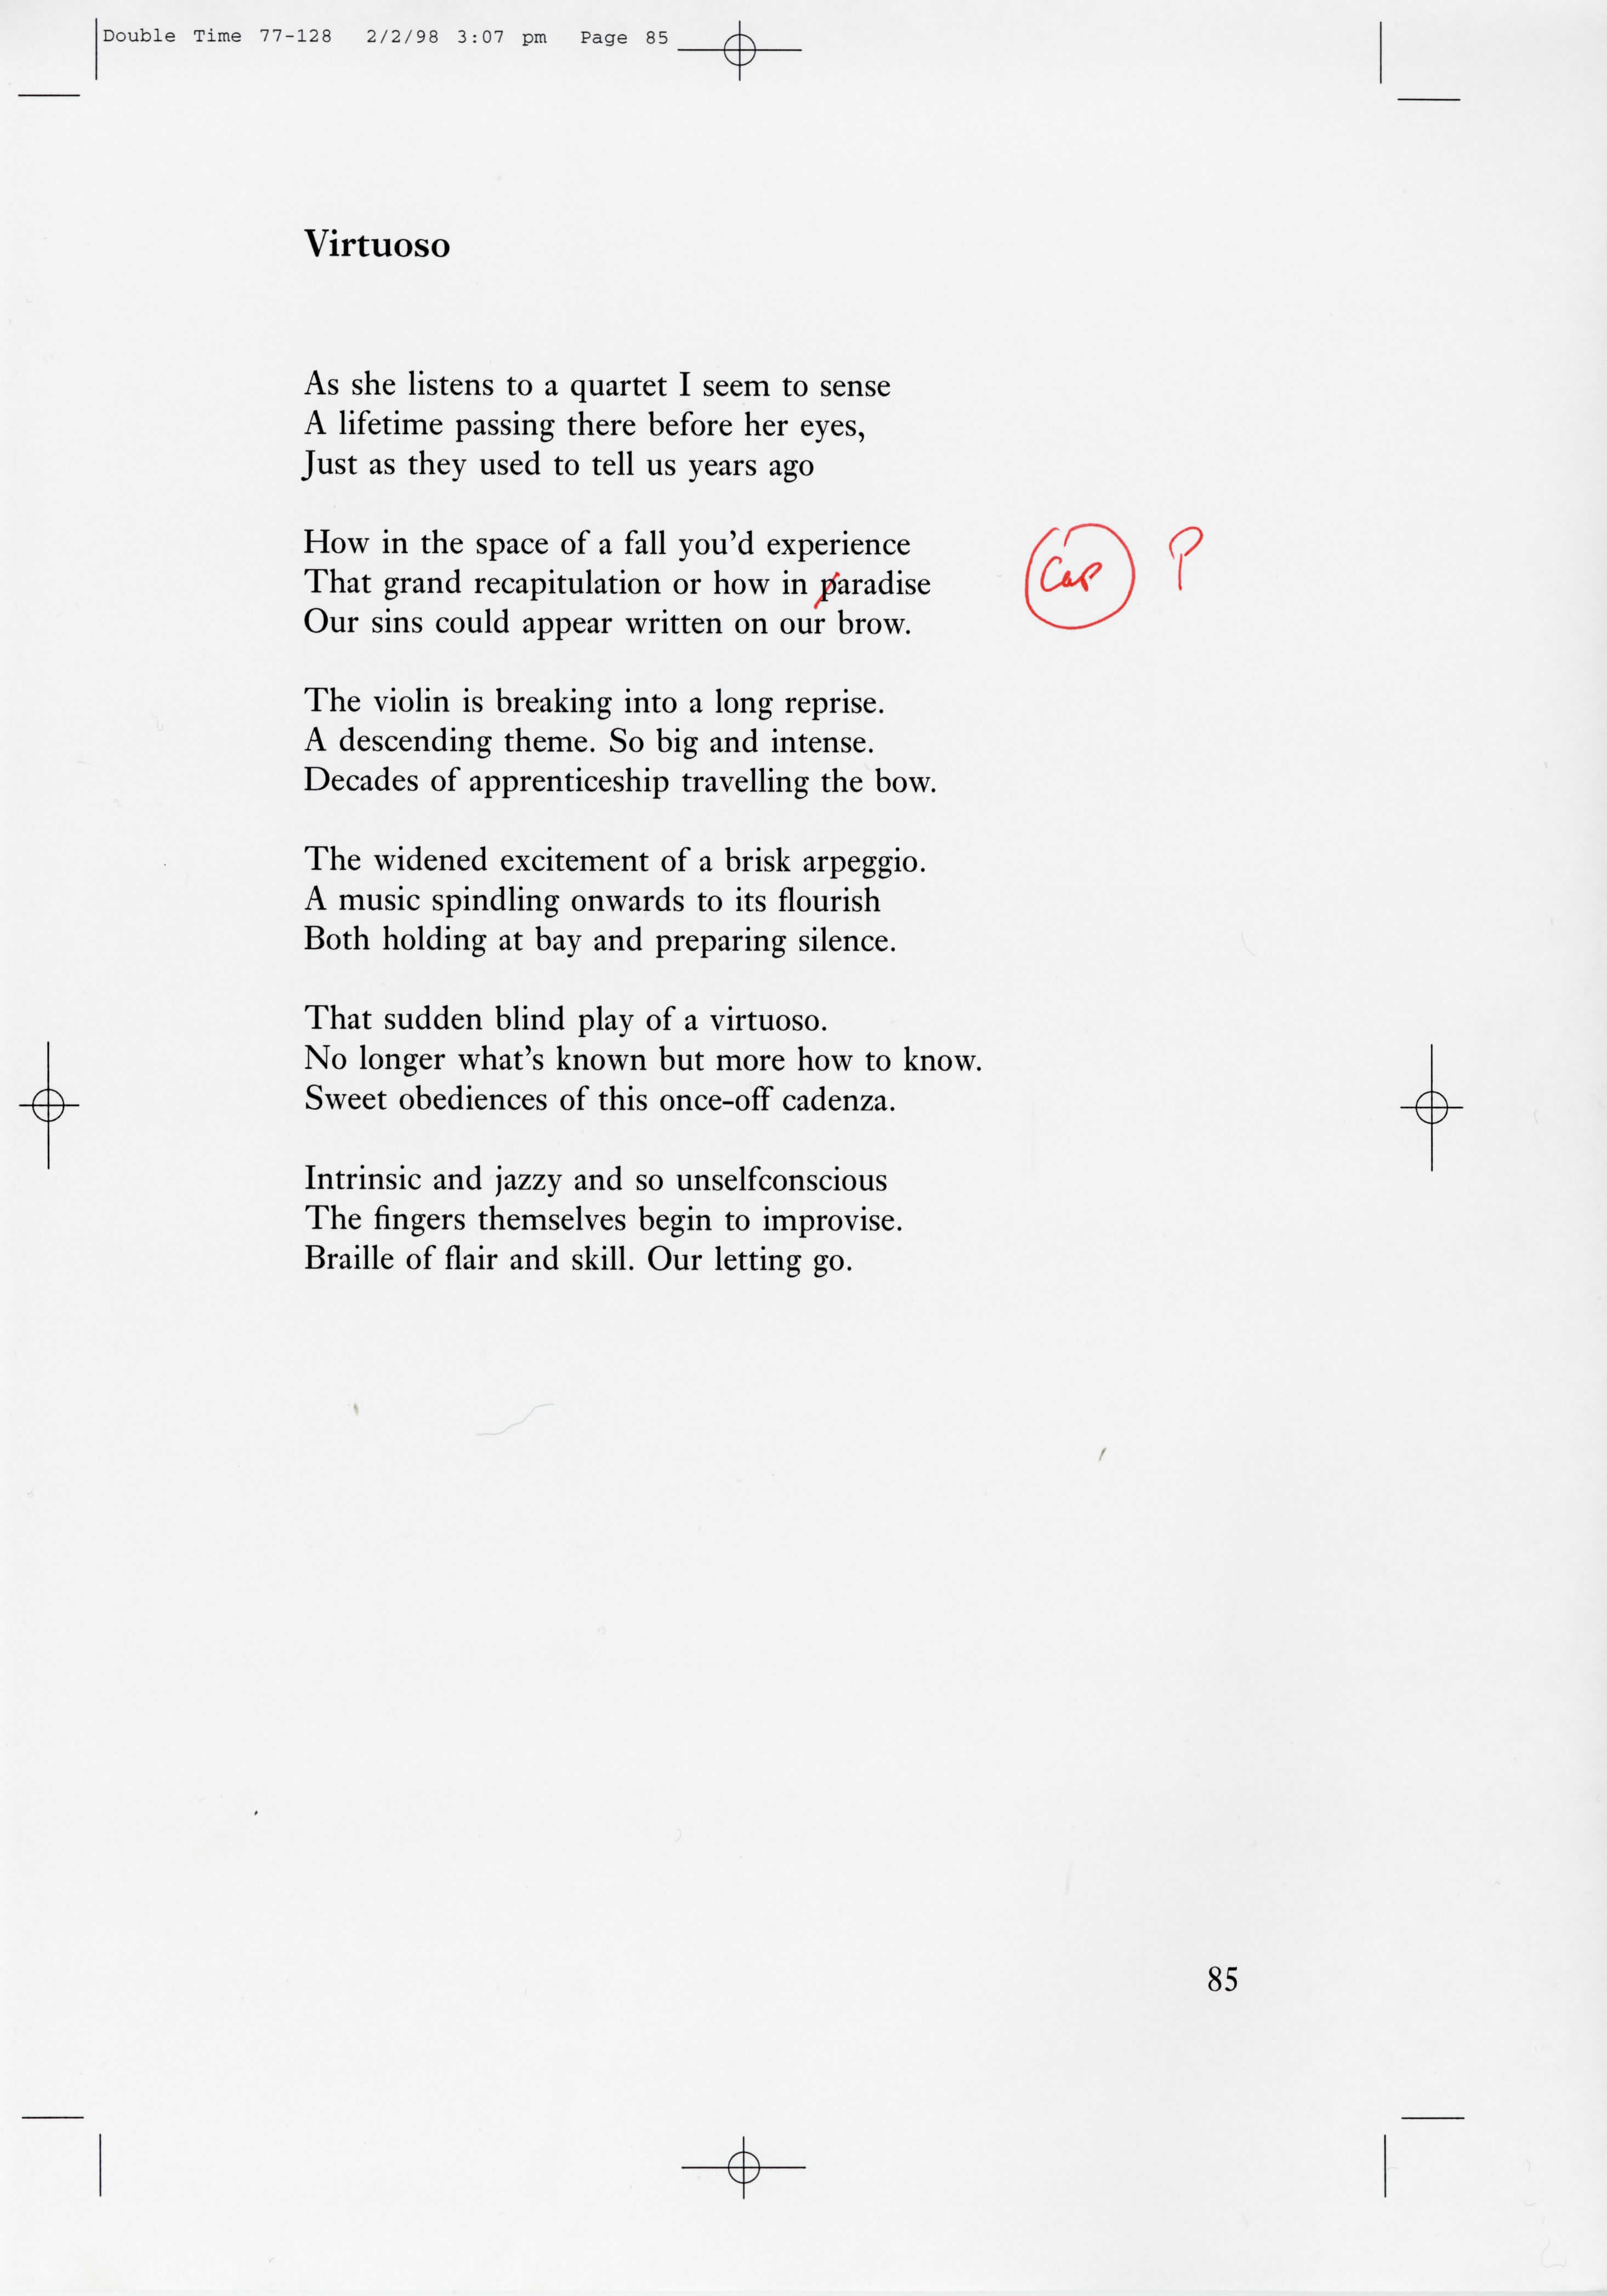 Double Time 77-128 2/2/98 3:07 pm Page 85
Virtuoso
As she listens to a quartet I seem to sense
A lifetime passing there before her eyes,
Just as they used to tell us years ago
How in the space of a fall you’d experience
That grand recapitulation or how in paradise
Cap P
Our sins could appear written on our brow.
The violin is breaking into a long reprise.
A descending theme. So big and intense.
Decades of apprenticeship travelling the bow.
The widened excitement of a brisk arpeggio.
A music spindling onwards to its flourish
Both holding at bay and preparing silence.
That sudden blind play of a virtuoso.
No longer what’s known but more how to know.
Sweet obediences of this once-off cadenza.
Intrinsic and jazzy and so unselfconscious
The fingers themselves begin to improvise.
Braille of flair and skill. Our letting go.
85